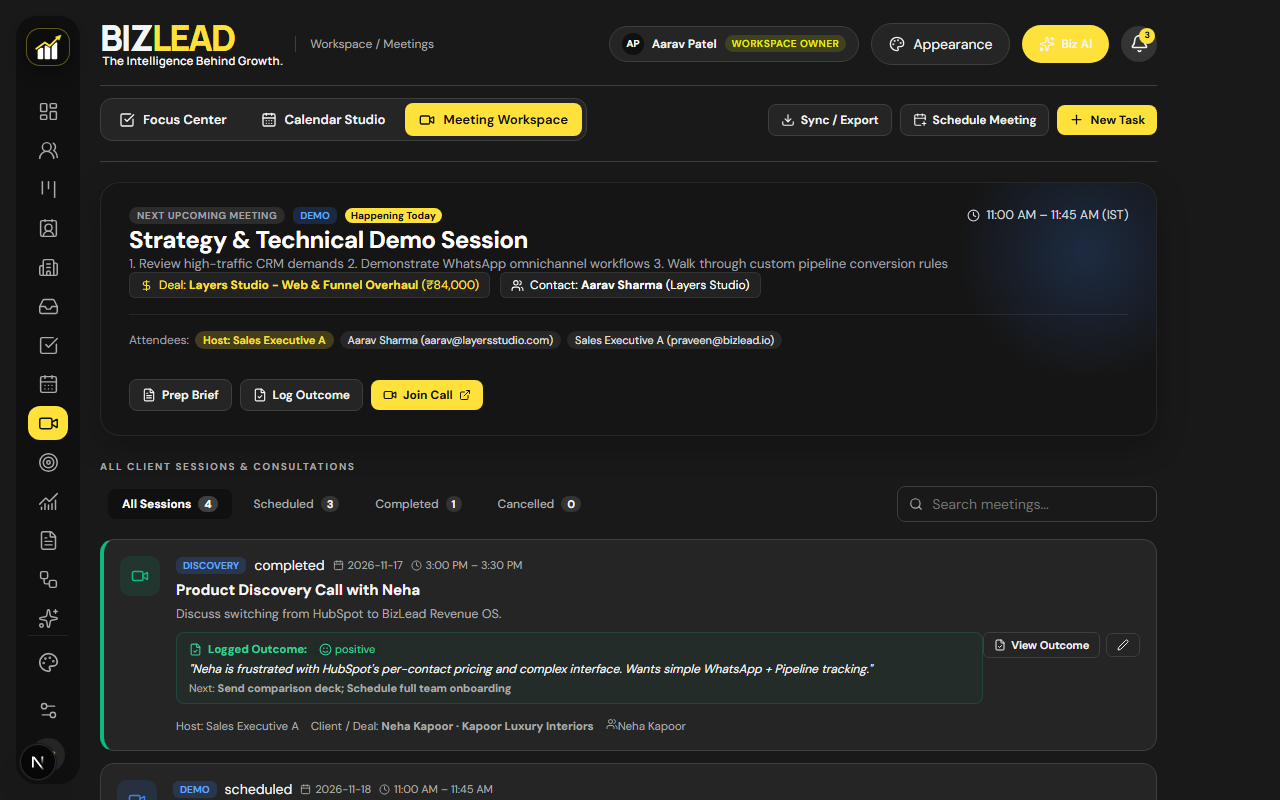 BIZLEAD
The Intelligence Behind Growth.
Workspace / Meetings
AP Aarav Patel WORKSPACE OWNER
Appearance
Biz AI
3
Focus Center
Calendar Studio
Meeting Workspace
Sync / Export
Schedule Meeting
New Task
NEXT UPCOMING MEETING DEMO Happening Today
11:00 AM – 11:45 AM (IST)
Strategy & Technical Demo Session
1. Review high-traffic CRM demands 2. Demonstrate WhatsApp omnichannel workflows 3. Walk through custom pipeline conversion rules
Deal: Layers Studio - Web & Funnel Overhaul (₹84,000)
Contact: Aarav Sharma (Layers Studio)
Attendees: Host: Sales Executive A Aarav Sharma (aarav@layersstudio.com) Sales Executive A (praveen@bizlead.io)
Prep Brief
Log Outcome
Join Call
ALL CLIENT SESSIONS & CONSULTATIONS
All Sessions 4
Scheduled 3
Completed 1
Cancelled 0
Search meetings...
DISCOVERY completed 2026-11-17 3:00 PM – 3:30 PM
Product Discovery Call with Neha
Discuss switching from HubSpot to BizLead Revenue OS.
Logged Outcome: positive
"Neha is frustrated with HubSpot's per-contact pricing and complex interface. Wants simple WhatsApp + Pipeline tracking."
Next: Send comparison deck; Schedule full team onboarding
View Outcome
Host: Sales Executive A Client / Deal: Neha Kapoor · Kapoor Luxury Interiors Neha Kapoor
DEMO scheduled 2026-11-18 11:00 AM – 11:45 AM
N